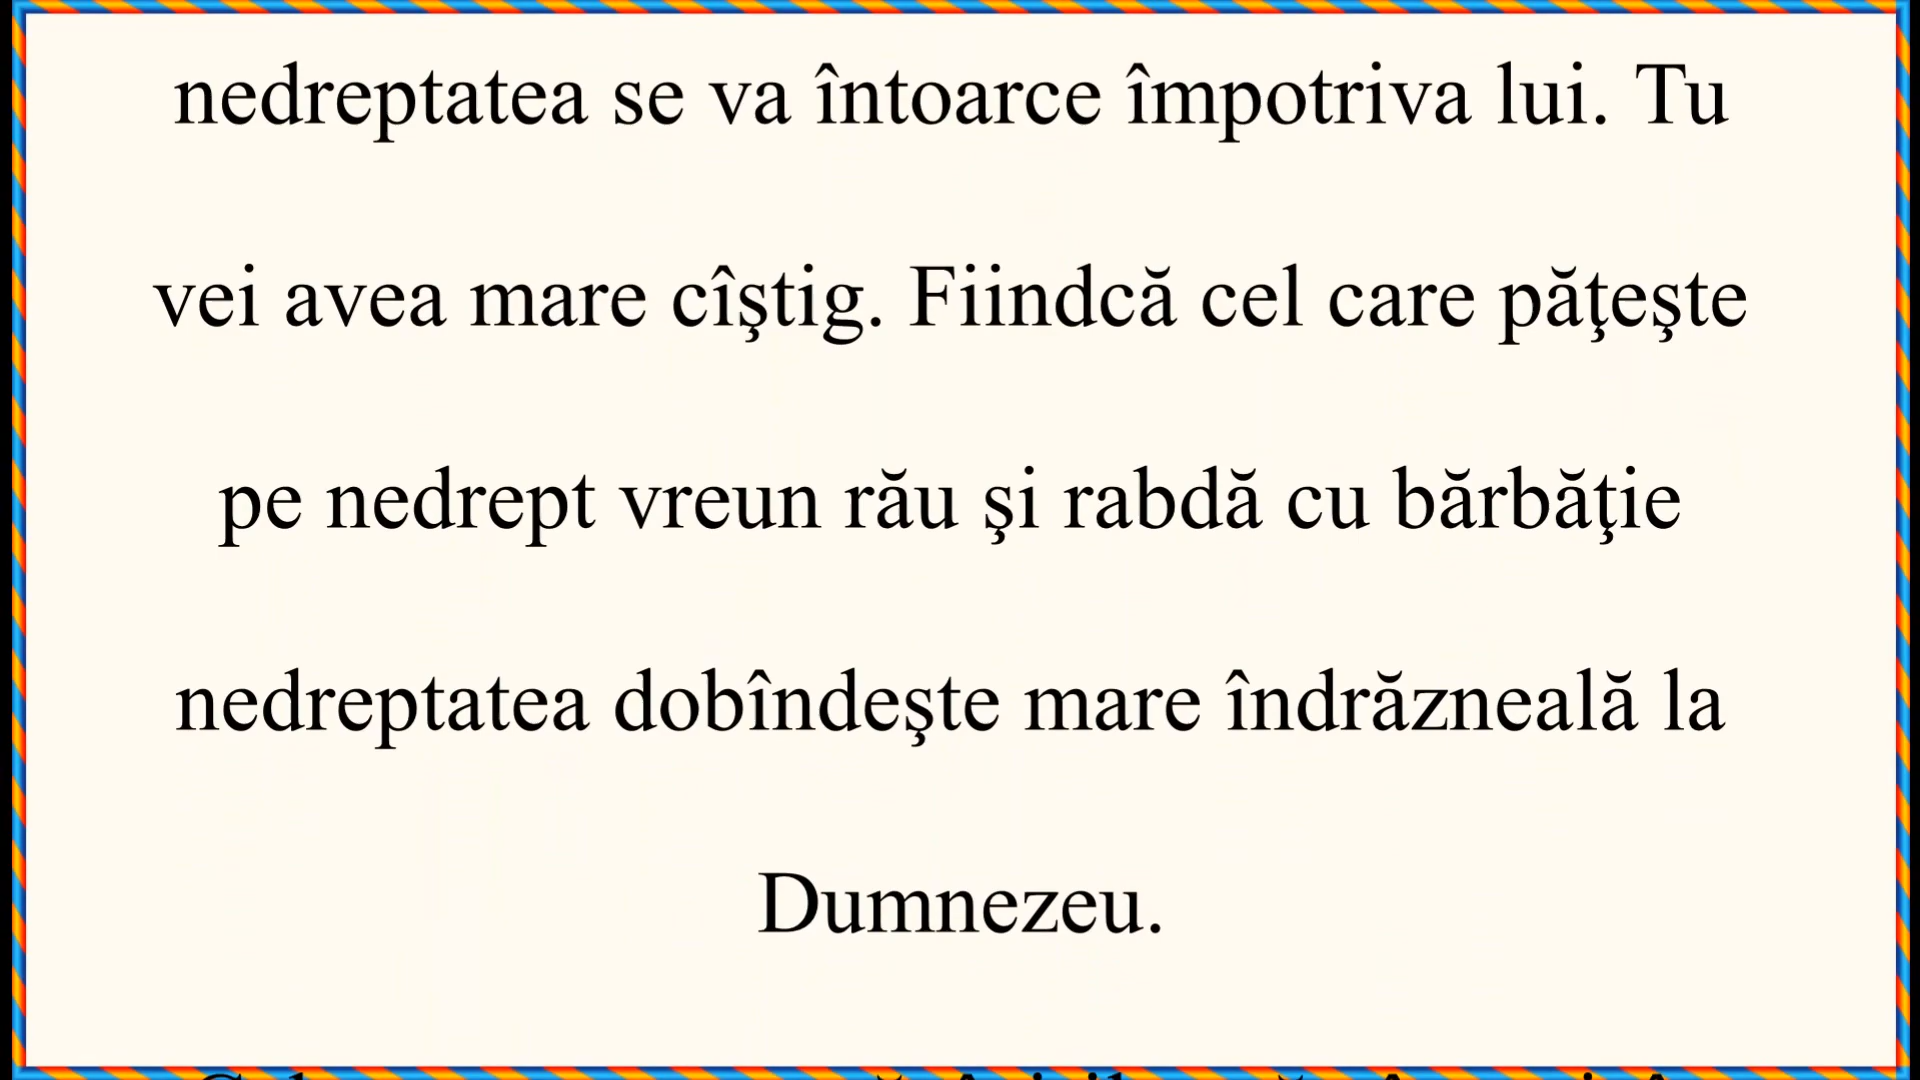 nedreptatea se va întoarce împotriva lui. Tu
vei avea mare cîştig. Fiindcă cel care păţeşte
pe nedrept vreun rău şi rabdă cu bărbăţie
nedreptatea dobîndeşte mare îndrăzneală la
Dumnezeu.